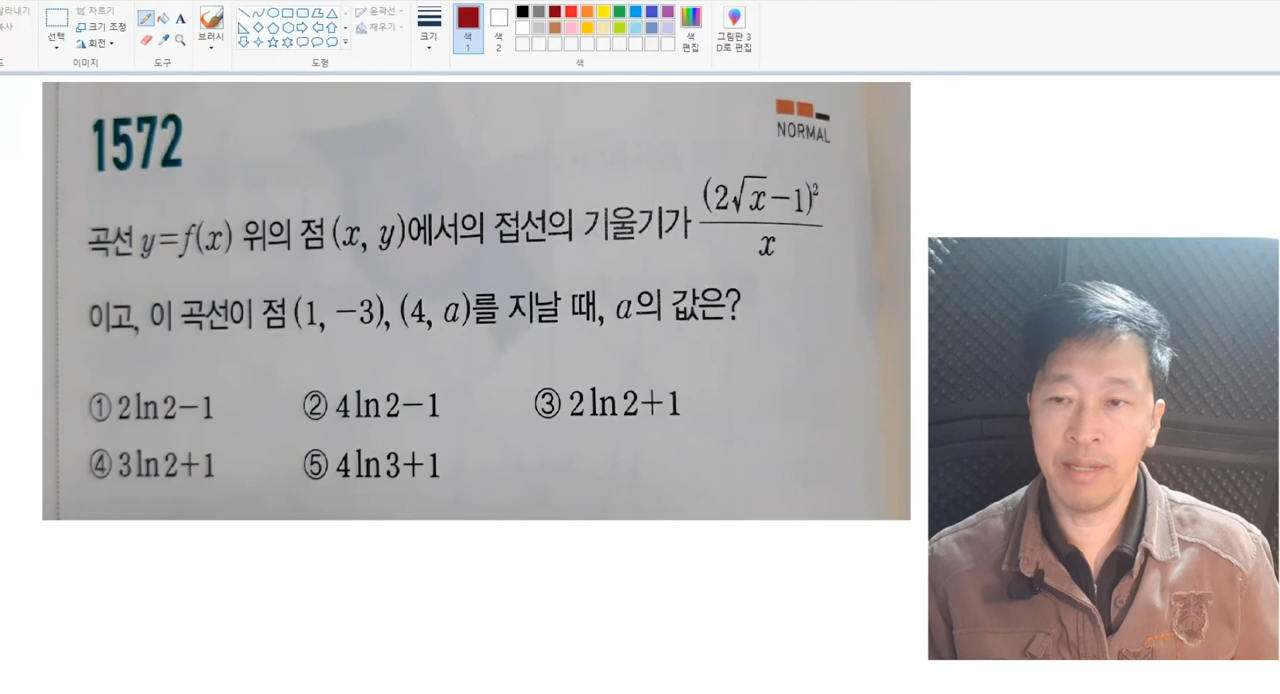 자르기
크기 조정
회전
선택
이미지
A
도구
브러시
도형
윤곽선
채우기
크기
색
1
색
2
색
편집
그림판 3
D로 편집
색
1572
NORMAL
곡선 y=f(x) 위의 점 (x, y)에서의 접선의 기울기가 (2√x−1)²/x
이고, 이 곡선이 점 (1, −3), (4, a)를 지날 때, a의 값은?
① 2ln2−1 ② 4ln2−1 ③ 2ln2+1
④ 3ln2+1 ⑤ 4ln3+1